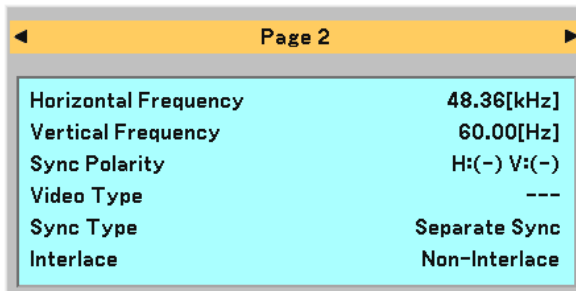 Page 2
Horizontal Frequency 48.36[kHz]
Vertical Frequency 60.00[Hz]
Sync Polarity H:(-) V:(-)
Video Type ---
Sync Type Separate Sync
Interlace Non-Interlace